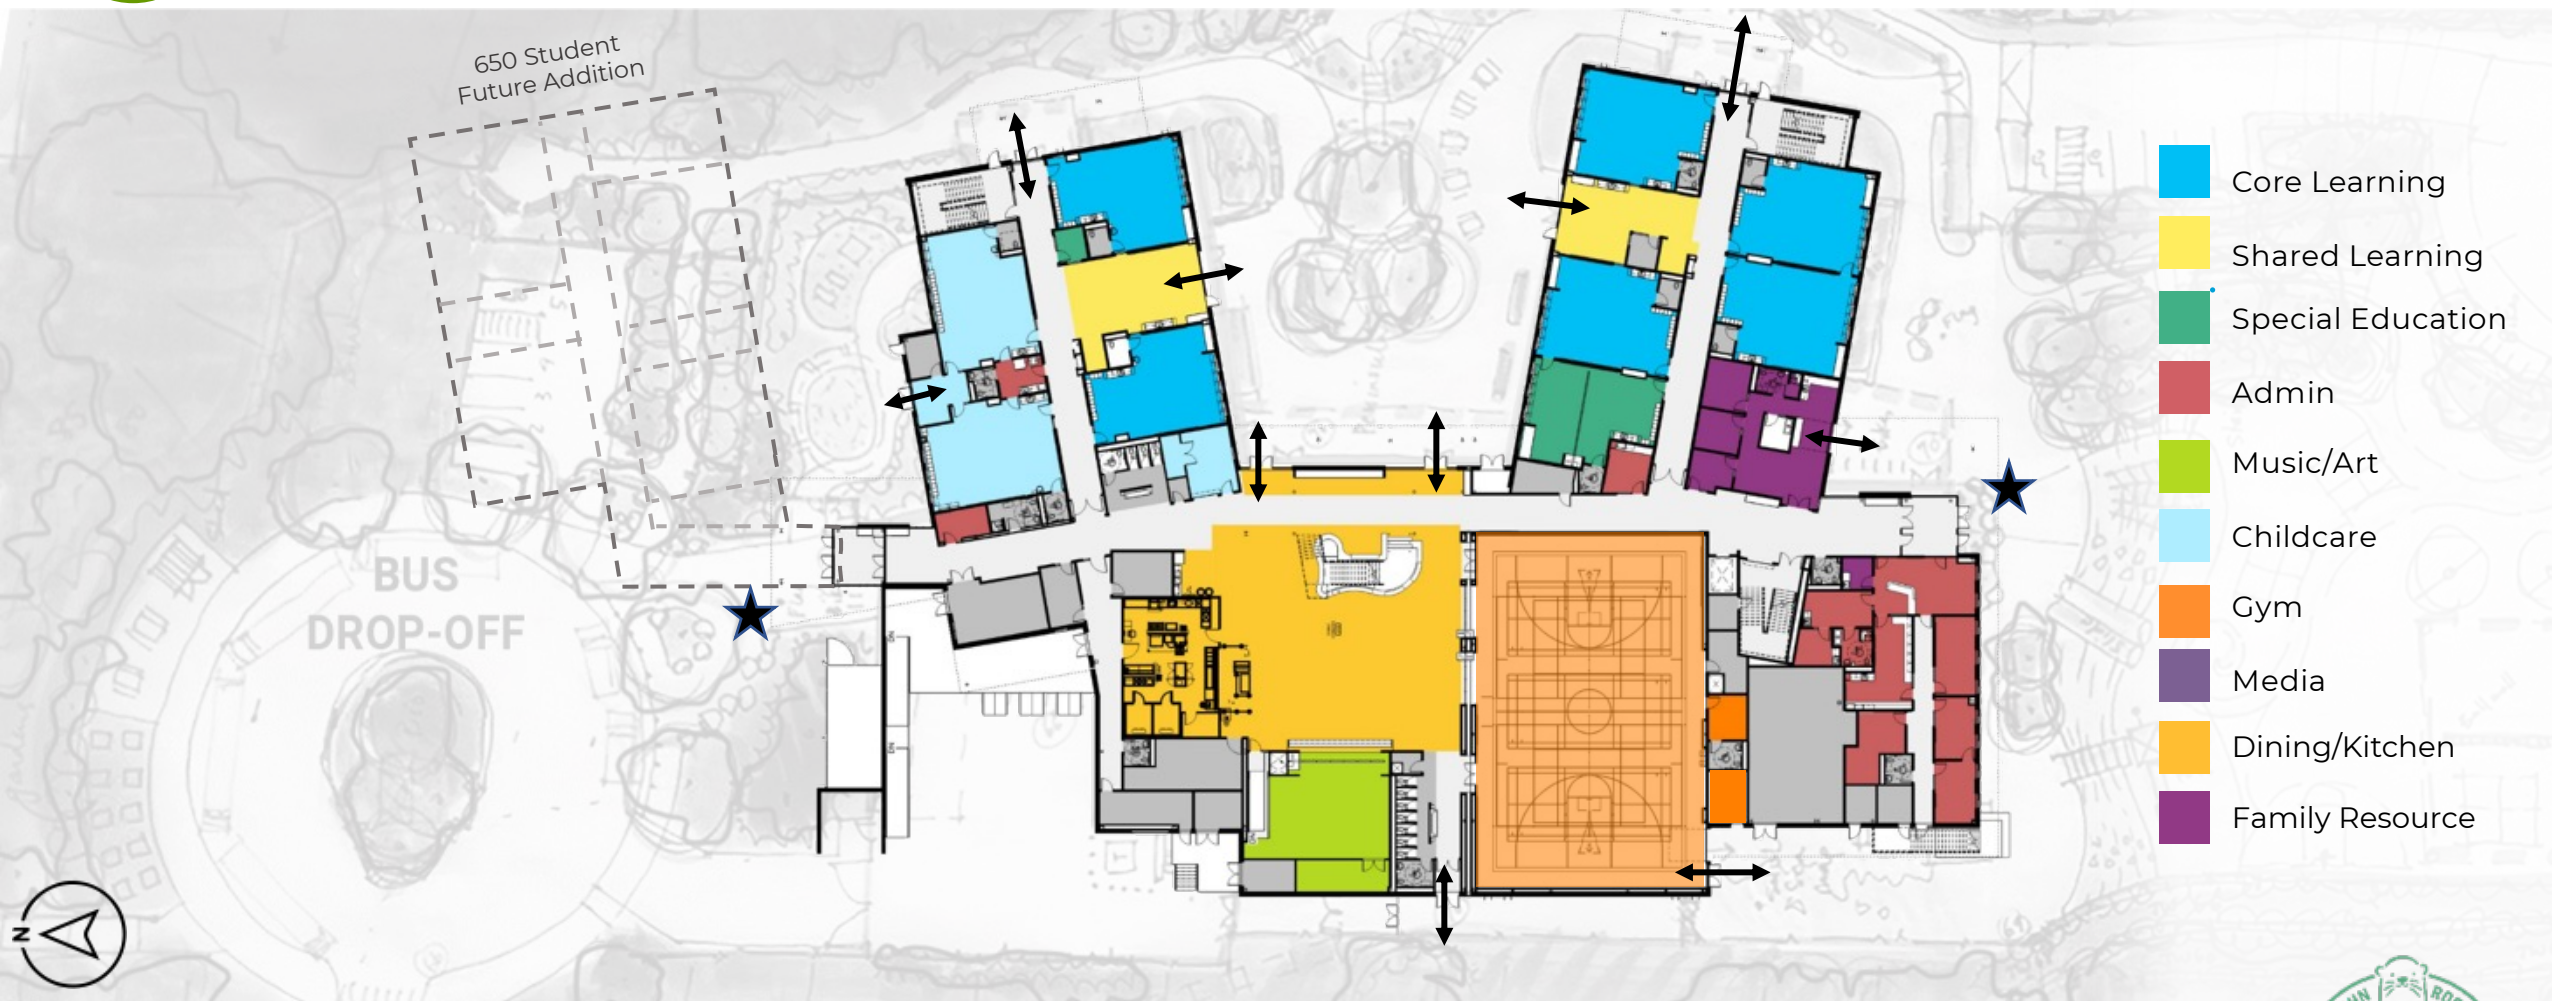 650 Student
Future Addition
BUS
DROP-OFF
N
Core Learning
Shared Learning
Special Education
Admin
Music/Art
Childcare
Gym
Media
Dining/Kitchen
Family Resource